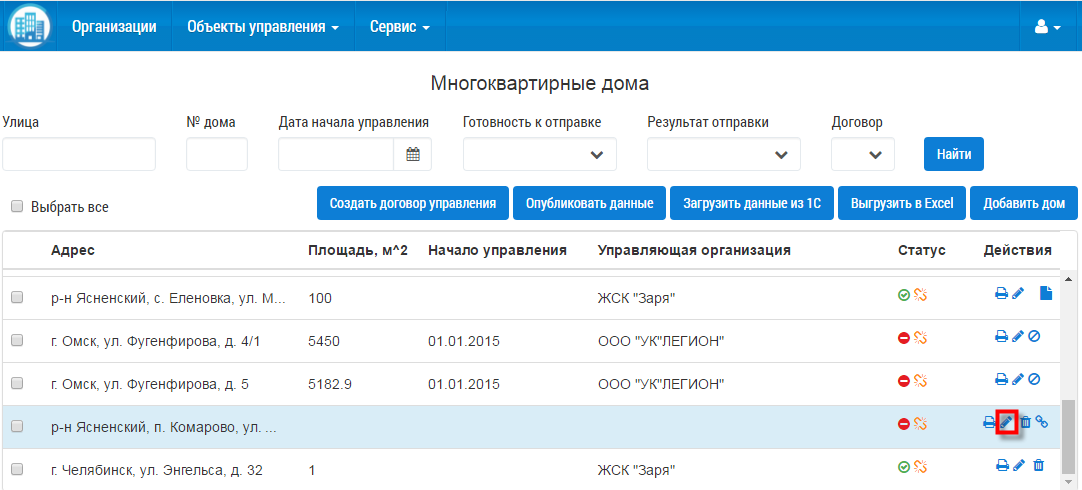 Организации Объекты управления Сервис
Многоквартирные дома
Улица № дома Дата начала управления Готовность к отправке Результат отправки Договор
Найти
Выбрать все Создать договор управления Опубликовать данные Загрузить данные из 1С Выгрузить в Excel Добавить дом
Адрес Площадь, м^2 Начало управления Управляющая организация Статус Действия
р-н Ясненский, с. Еленовка, ул. М... 100 ЖСК "Заря"
г. Омск, ул. Фугенфирова, д. 4/1 5450 01.01.2015 ООО "УК"ЛЕГИОН"
г. Омск, ул. Фугенфирова, д. 5 5182.9 01.01.2015 ООО "УК"ЛЕГИОН"
р-н Ясненский, п. Комарово, ул. ...
г. Челябинск, ул. Энгельса, д. 32 1 ЖСК "Заря"